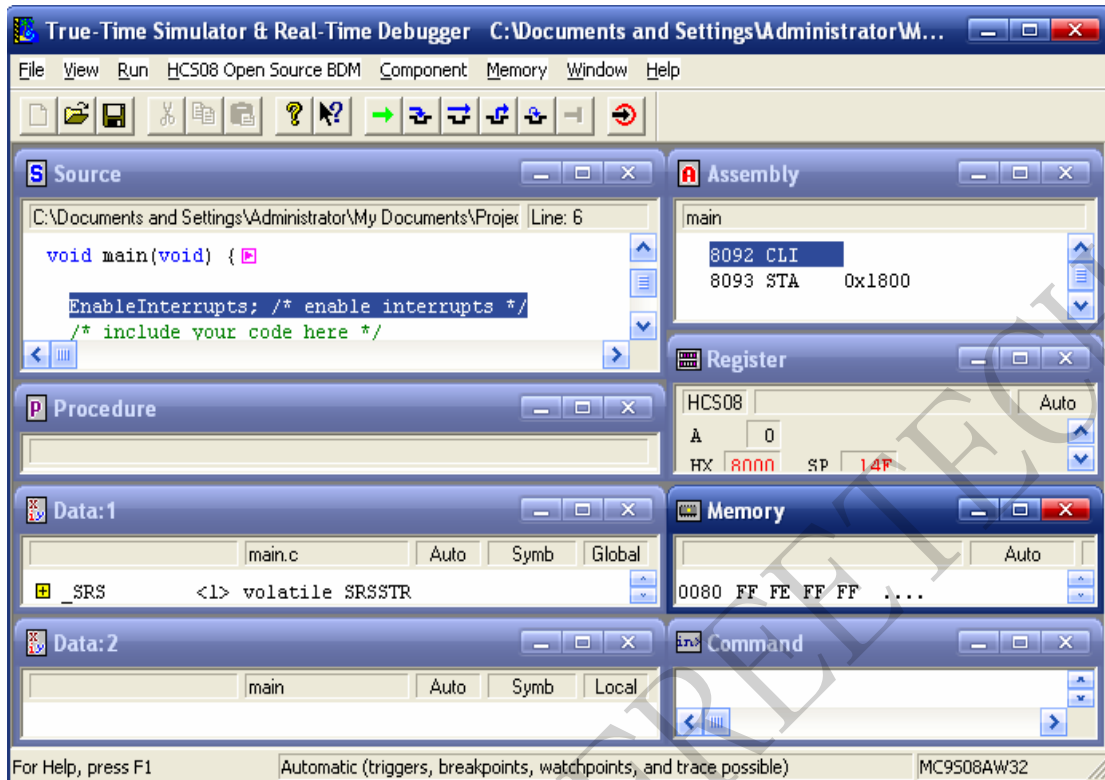 True-Time Simulator & Real-Time Debugger C:\Documents and Settings\Administrator\M...
File View Run HCS08 Open Source BDM Component Memory Window Help
S Source
C:\Documents and Settings\Administrator\My Documents\Projec Line: 6
void main(void) {
EnableInterrupts; /* enable interrupts */
/* include your code here */
A Assembly
main
8092 CLI
8093 STA 0x1800
Register
HCS08 Auto
A 0
HX 8000 SP 14F
P Procedure
Data:1
main.c Auto Symb Global
_SRS <1> volatile SRSSTR
Memory
Auto
0080 FF FE FF FF ....
Data:2
main Auto Symb Local
in> Command
For Help, press F1 Automatic (triggers, breakpoints, watchpoints, and trace possible) MC9S08AW32